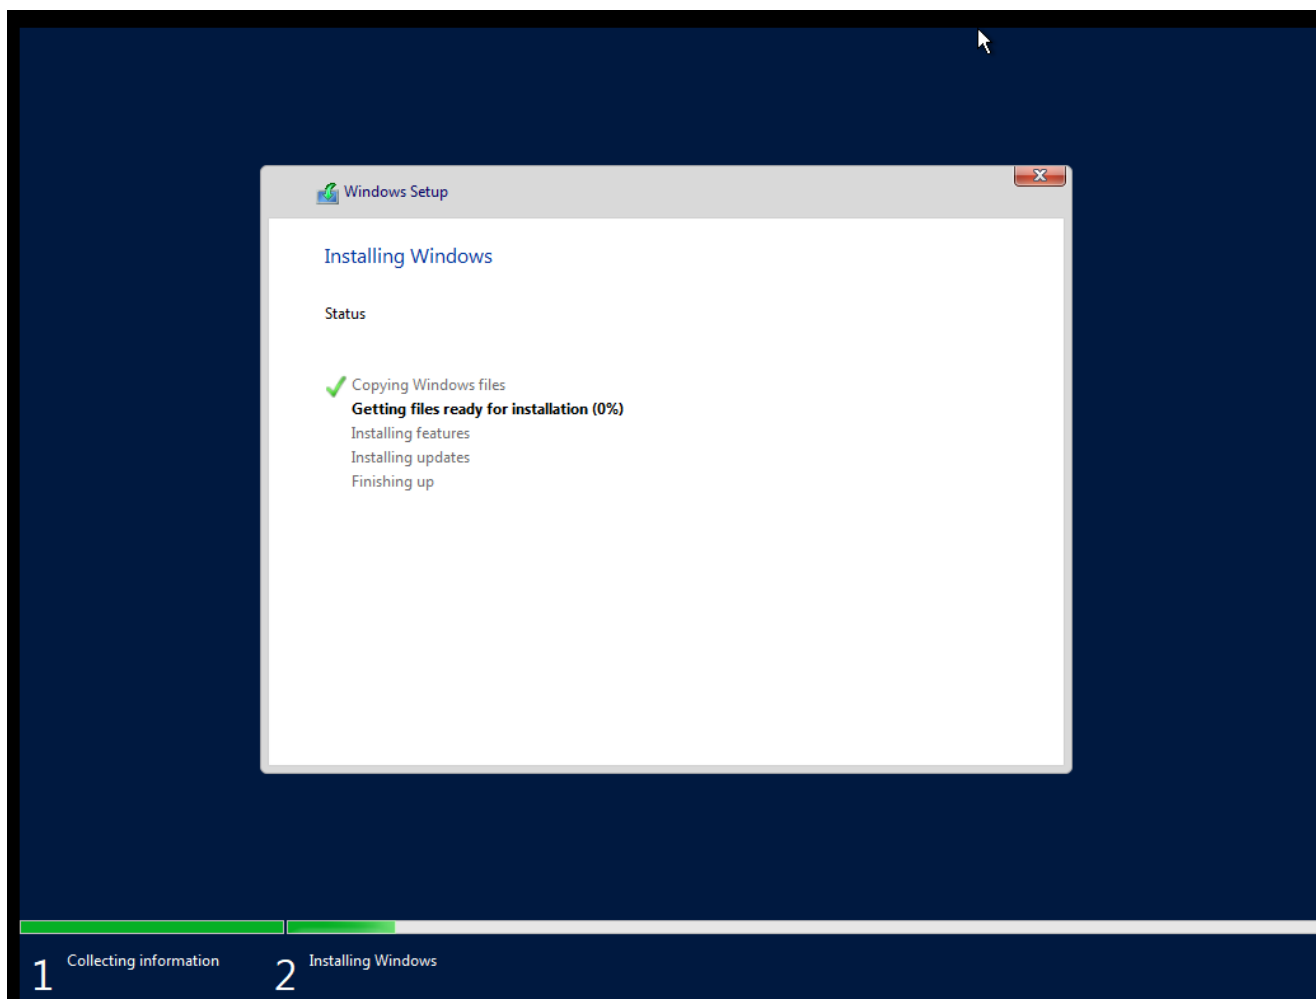 Windows Setup
Installing Windows
Status
Copying Windows files
Getting files ready for installation (0%)
Installing features
Installing updates
Finishing up
1 Collecting information
2 Installing Windows